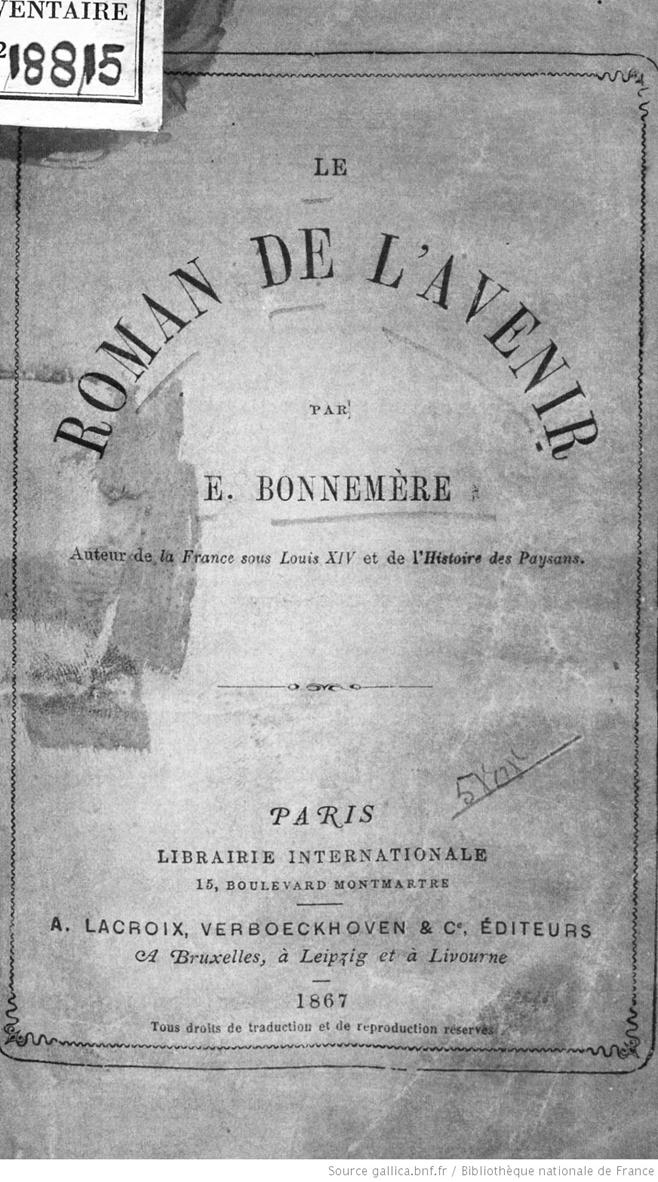 VENTAIRE
18815
LE
ROMAN DE L'AVENIR
PAR
E. BONNEMÈRE
Auteur de la France sous Louis XIV et de l'Histoire des Paysans.
PARIS
LIBRAIRIE INTERNATIONALE
15, BOULEVARD MONTMARTRE
A. LACROIX, VERBOECKHOVEN & Ce, ÉDITEURS
A Bruxelles, à Leipzig et à Livourne
1867
Tous droits de traduction et de reproduction réservés
Source gallica.bnf.fr / Bibliothèque nationale de France